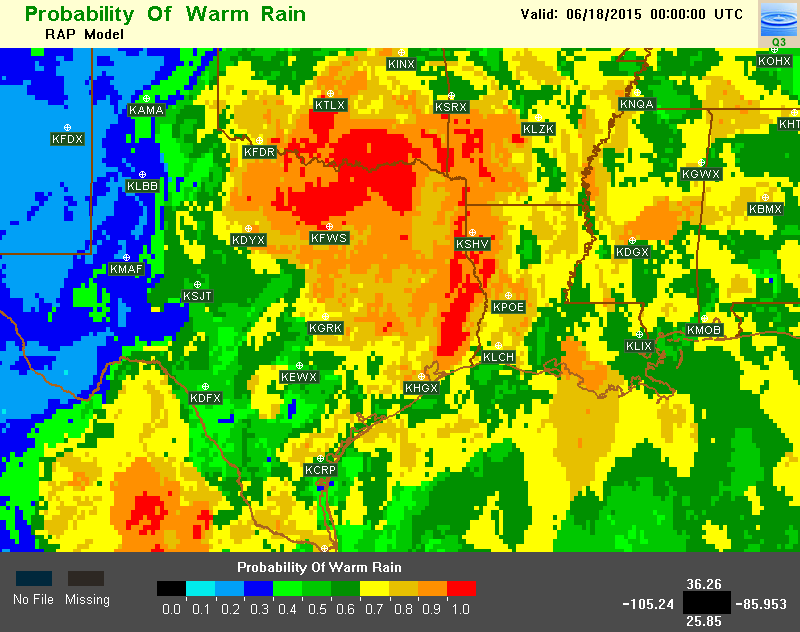 Probability Of Warm Rain
RAP Model
Valid: 06/18/2015 00:00:00 UTC
Q3
KINX
KOHX
KAMA
KTLX
KSRX
KNQA
KFDX
KLZK
KHT
KFDR
KGWX
KLBB
KBMX
KDYX
KFWS
KSHV
KDGX
KMAF
KSJT
KPOE
KGRK
KMOB
KLIX
KLCH
KEWX
KHGX
KDFX
KCRP
Probability Of Warm Rain
No File
Missing
0.0 0.1 0.2 0.3 0.4 0.5 0.6 0.7 0.8 0.9 1.0
36.26
-105.24
-85.953
25.85